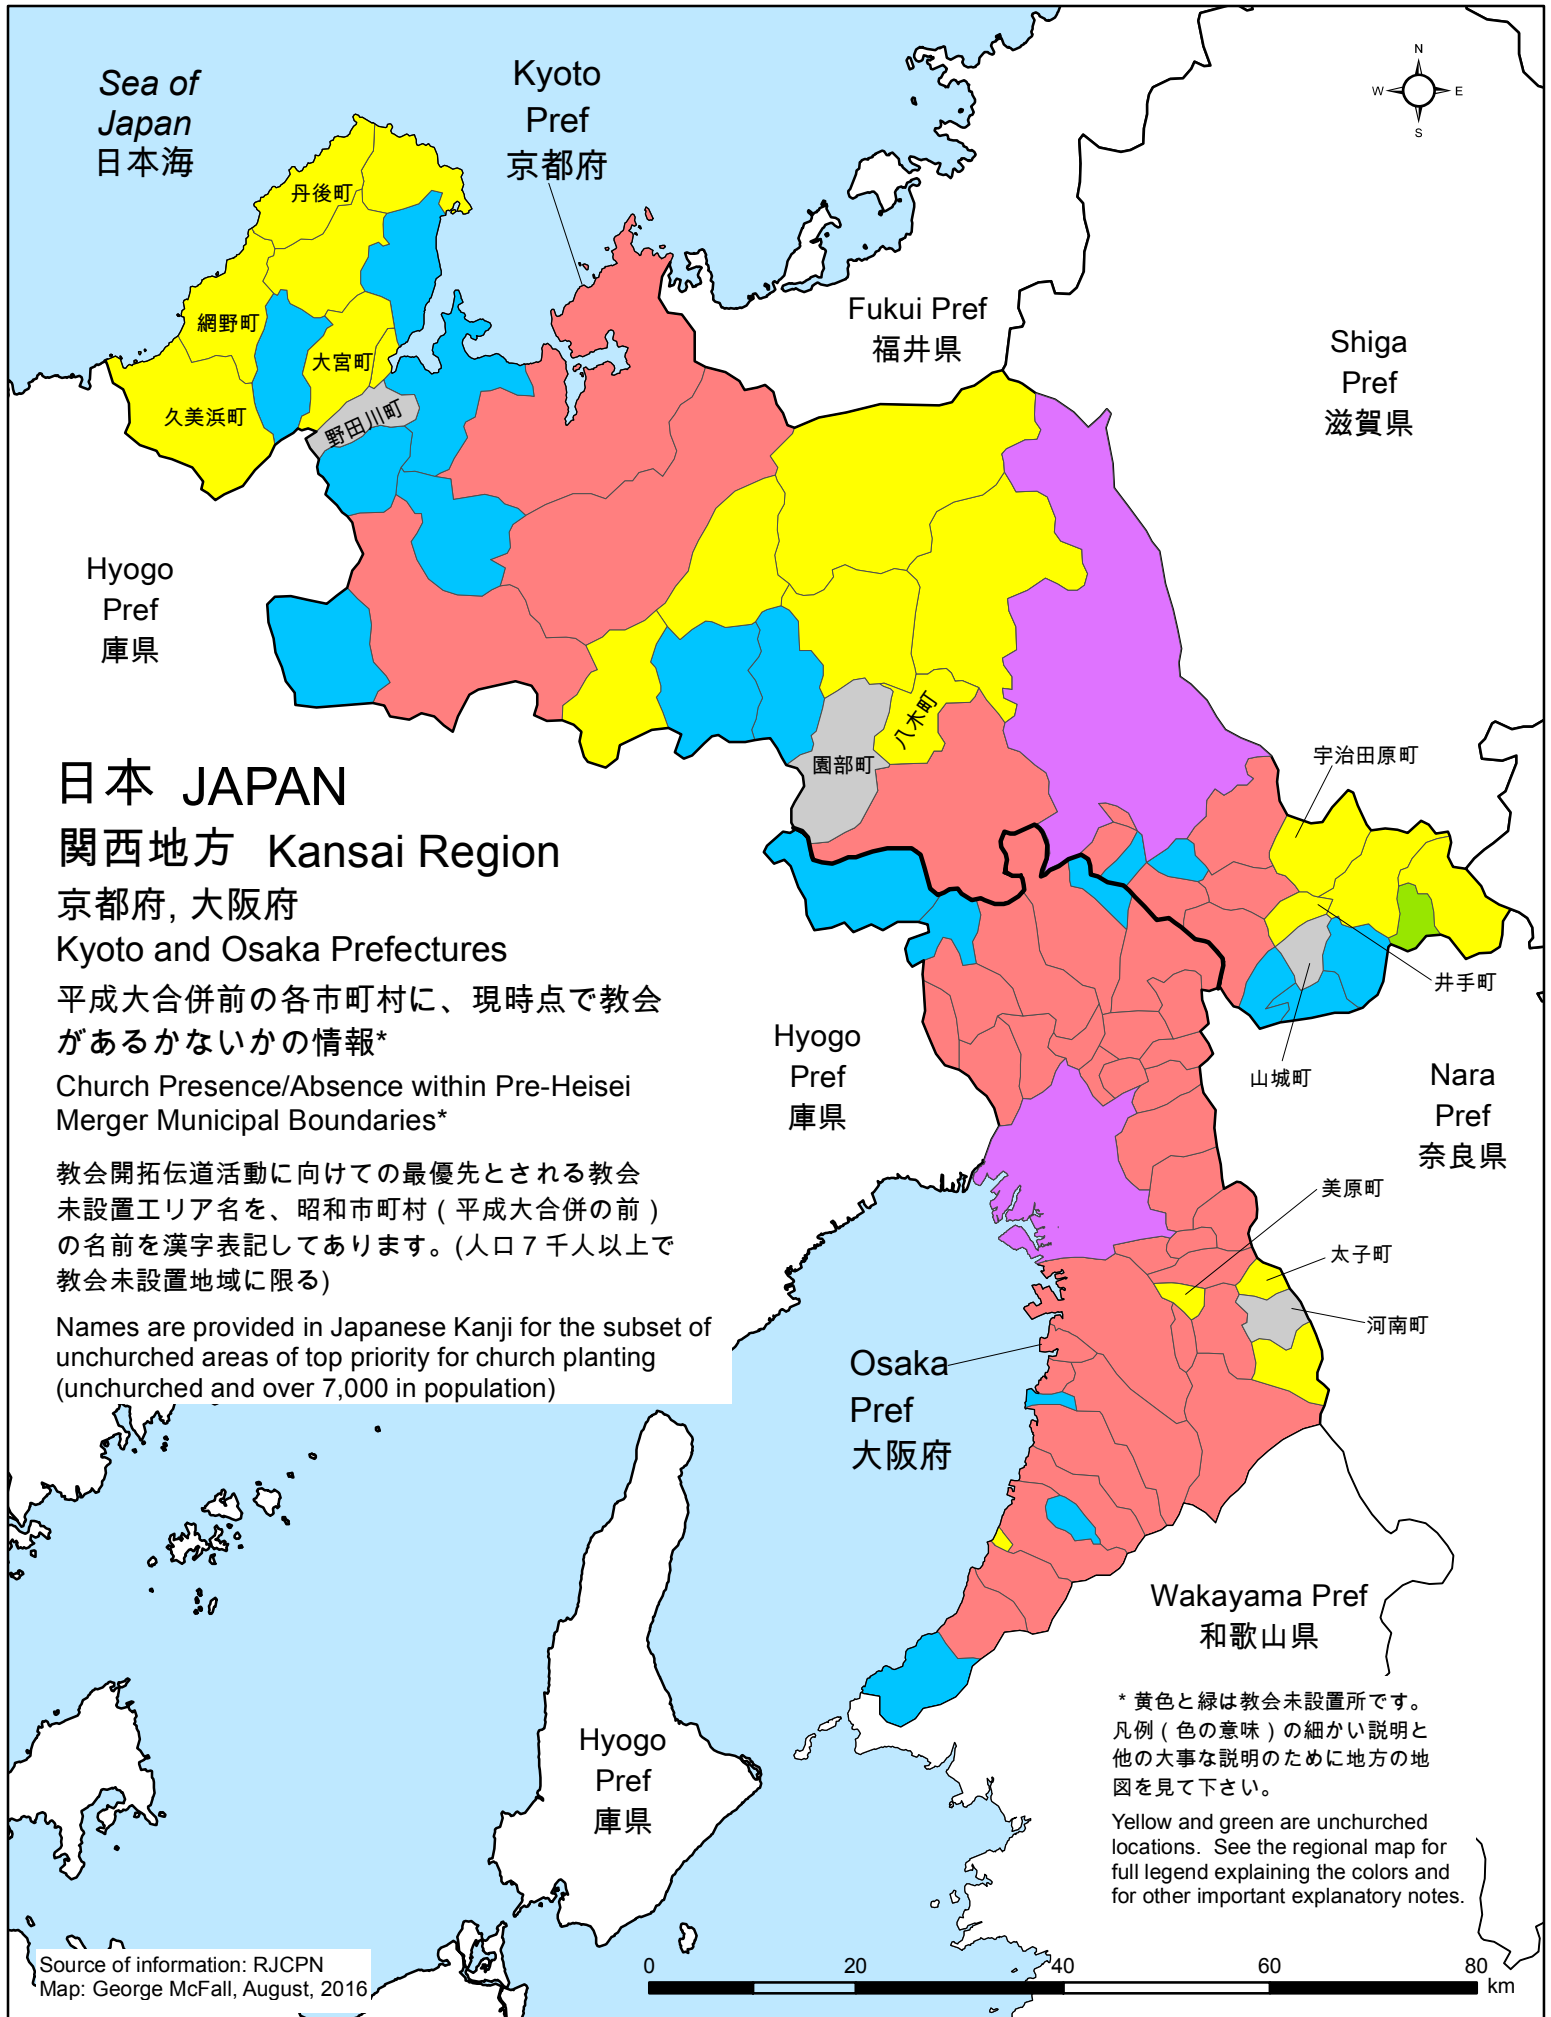 Sea of
Japan
日本海
Kyoto
Pref
京都府
N
W
E
S
丹後町
網野町
大宮町
久美浜町
野田川町
Fukui Pref
福井県
Shiga
Pref
滋賀県
Hyogo
Pref
庫県
八木町
園部町
宇治田原町
井手町
山城町
日本 JAPAN
関西地方 Kansai Region
京都府, 大阪府
Kyoto and Osaka Prefectures
平成大合併前の各市町村に、現時点で教会
があるかないかの情報*
Church Presence/Absence within Pre-Heisei
Merger Municipal Boundaries*
教会開拓伝道活動に向けての最優先とされる教会
未設置エリア名を、昭和市町村 ( 平成大合併の前 )
の名前を漢字表記してあります。(人口７千人以上で
教会未設置地域に限る)
Names are provided in Japanese Kanji for the subset of
unchurched areas of top priority for church planting
(unchurched and over 7,000 in population)
Hyogo
Pref
庫県
Nara
Pref
奈良県
美原町
太子町
河南町
Osaka
Pref
大阪府
Wakayama Pref
和歌山県
Hyogo
Pref
庫県
* 黄色と緑は教会未設置所です。
凡例 ( 色の意味 ) の細かい説明と
他の大事な説明のために地方の地
図を見て下さい。
Yellow and green are unchurched
locations. See the regional map for
full legend explaining the colors and
for other important explanatory notes.
Source of information: RJCPN
Map: George McFall, August, 2016
0 20 40 60 80
km